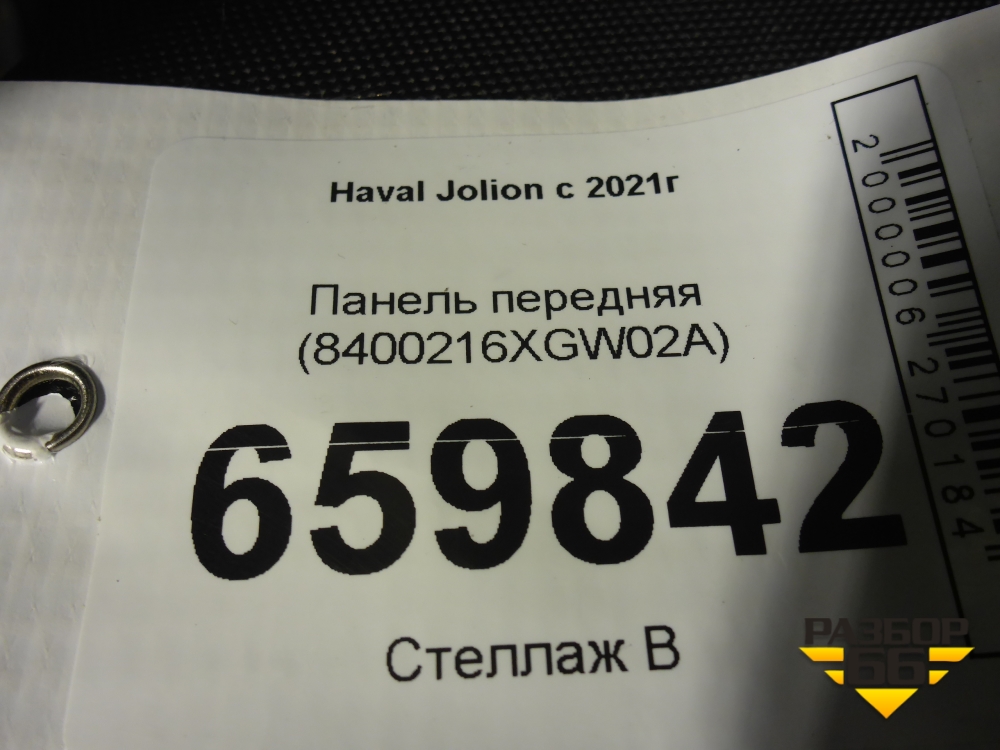 Haval Jolion с 2021г
Панель передняя
(8400216XGW02A)
659842
Стеллаж В
2000006270184
РАЗБОР
66